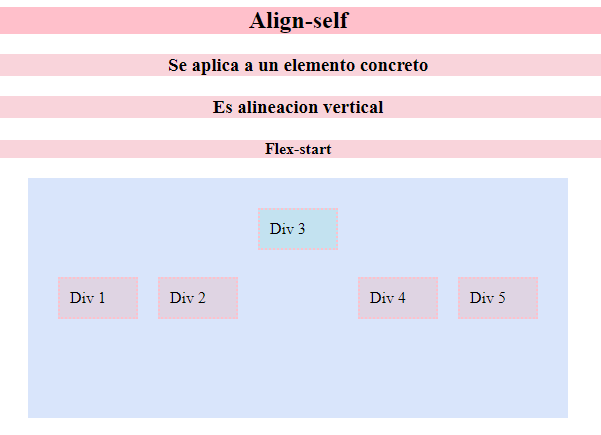 Align-self
Se aplica a un elemento concreto
Es alineacion vertical
Flex-start
Div 3
Div 1 Div 2 Div 4 Div 5